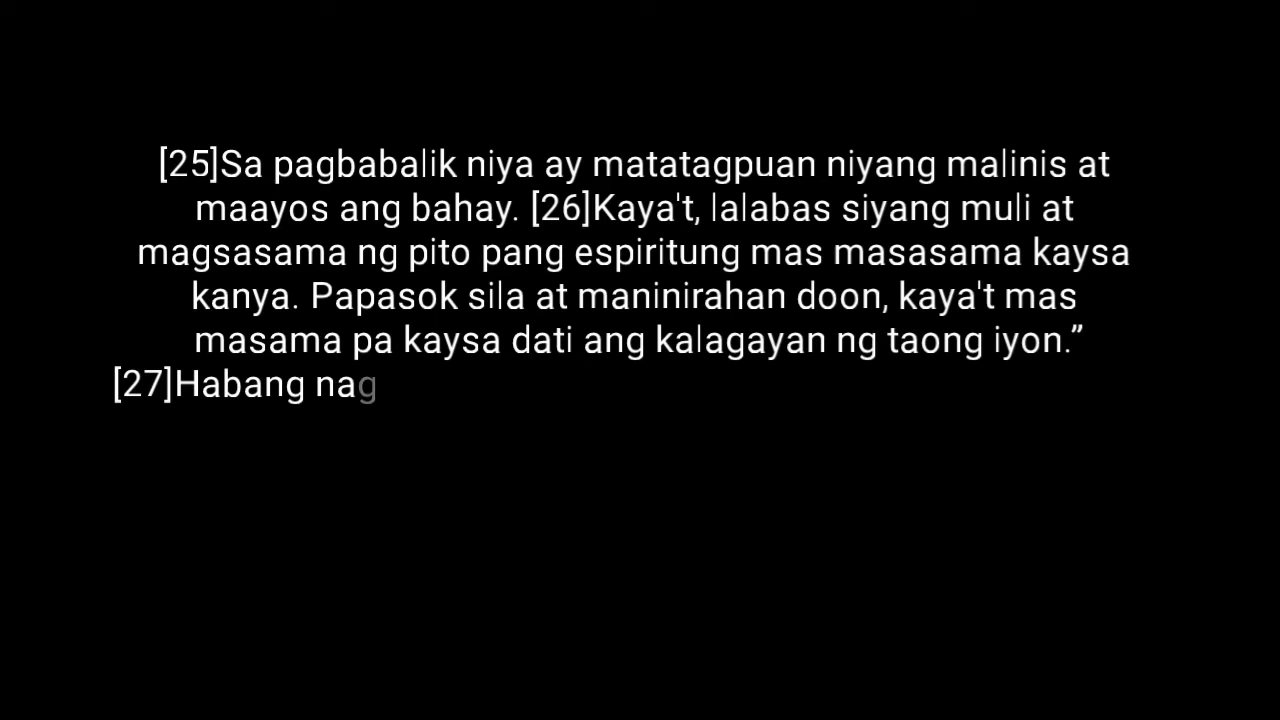 [25]Sa pagbabalik niya ay matatagpuan niyang malinis at
maayos ang bahay. [26]Kaya't, lalabas siyang muli at
magsasama ng pito pang espiritung mas masasama kaysa
kanya. Papasok sila at maninirahan doon, kaya't mas
masama pa kaysa dati ang kalagayan ng taong iyon.”
[27]Habang nag